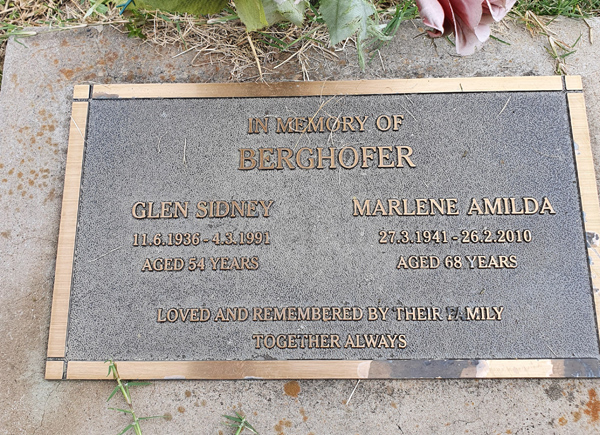 IN MEMORY OF
BERGHOFER
GLEN SIDNEY
11.6.1936 - 4.3.1991
AGED 54 YEARS
MARLENE AMILDA
27.3.1941 - 26.2.2010
AGED 68 YEARS
LOVED AND REMEMBERED BY THEIR FAMILY
TOGETHER ALWAYS